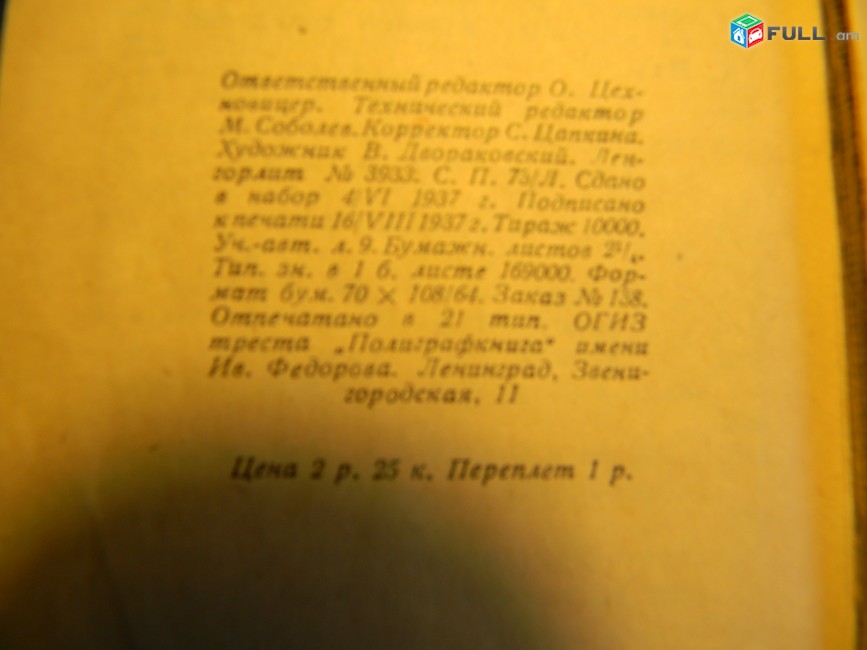 FULL.am
Ответственный редактор О. Цех-
новицер. Технический редактор
М. Соболев. Корректор С. Цапкина.
Художник В. Двораковский. Лен-
горлит № 3933. С. П. 75/Л. Сдано
в набор 4/VI 1937 г. Подписано
к печати 16/VIII 1937 г. Тираж 10000.
Уч.-авт. л. 9. Бумажн. листов
Тип. зн. в 1 б. листе 169000. Фор-
мат бум. 70 × 108/64. Заказ № 138.
Отпечатано в 21 тип. ОГИЗ
треста „Полиграфкнига" имени
Ив. Федорова. Ленинград, Звени-
городская, 11
Цена 2 р. 25 к. Переплет 1 р.